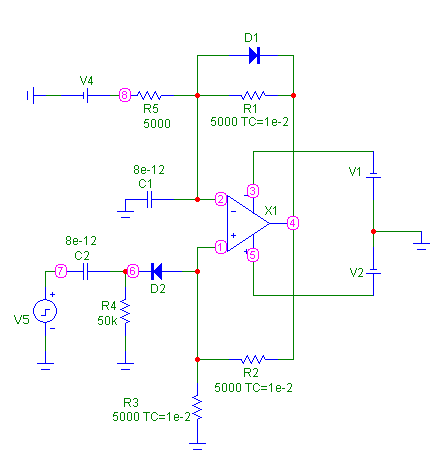 D1
V4
8
R5
5000
R1
5000 TC=1e-2
8e-12
C1
2
3
X1
V1
4
8e-12
C2
1
5
V2
7
6
D2
V5
R4
50k
R2
5000 TC=1e-2
R3
5000 TC=1e-2